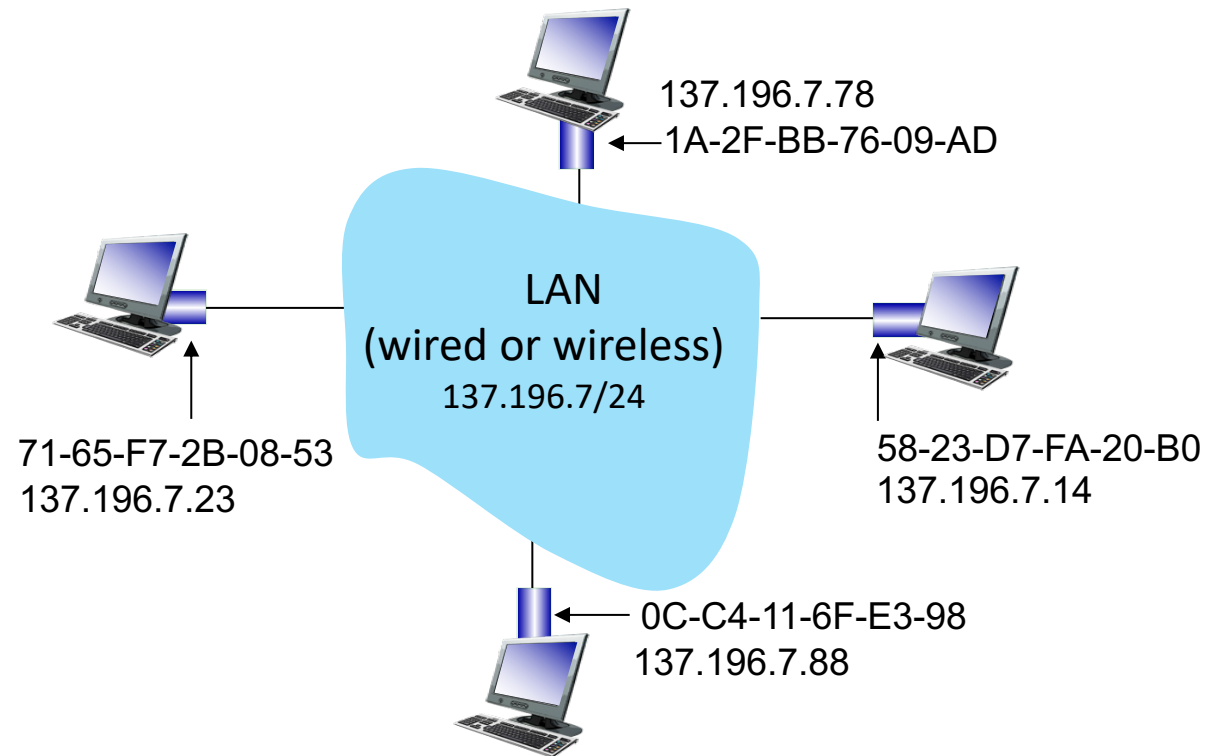 137.196.7.78
1A-2F-BB-76-09-AD
LAN
(wired or wireless)
137.196.7/24
71-65-F7-2B-08-53
137.196.7.23
58-23-D7-FA-20-B0
137.196.7.14
0C-C4-11-6F-E3-98
137.196.7.88